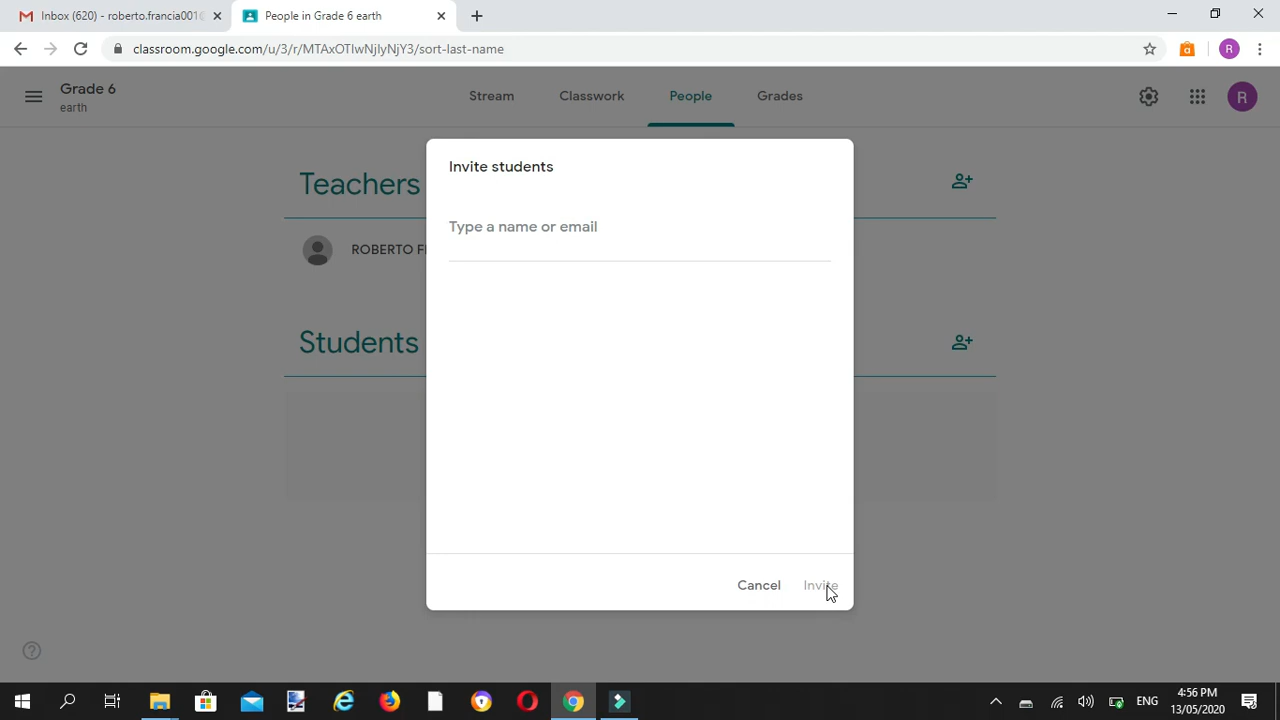 Inbox (620) - roberto.francia001@
People in Grade 6 earth
classroom.google.com/u/3/r/MTAxOTIwNjIyNjY3/sort-last-name
R
Grade 6
earth
Stream
Classwork
People
Grades
R
Invite students
Teachers
Type a name or email
ROBERTO
Students
Cancel
Invite
ENG
4:56 PM
13/05/2020